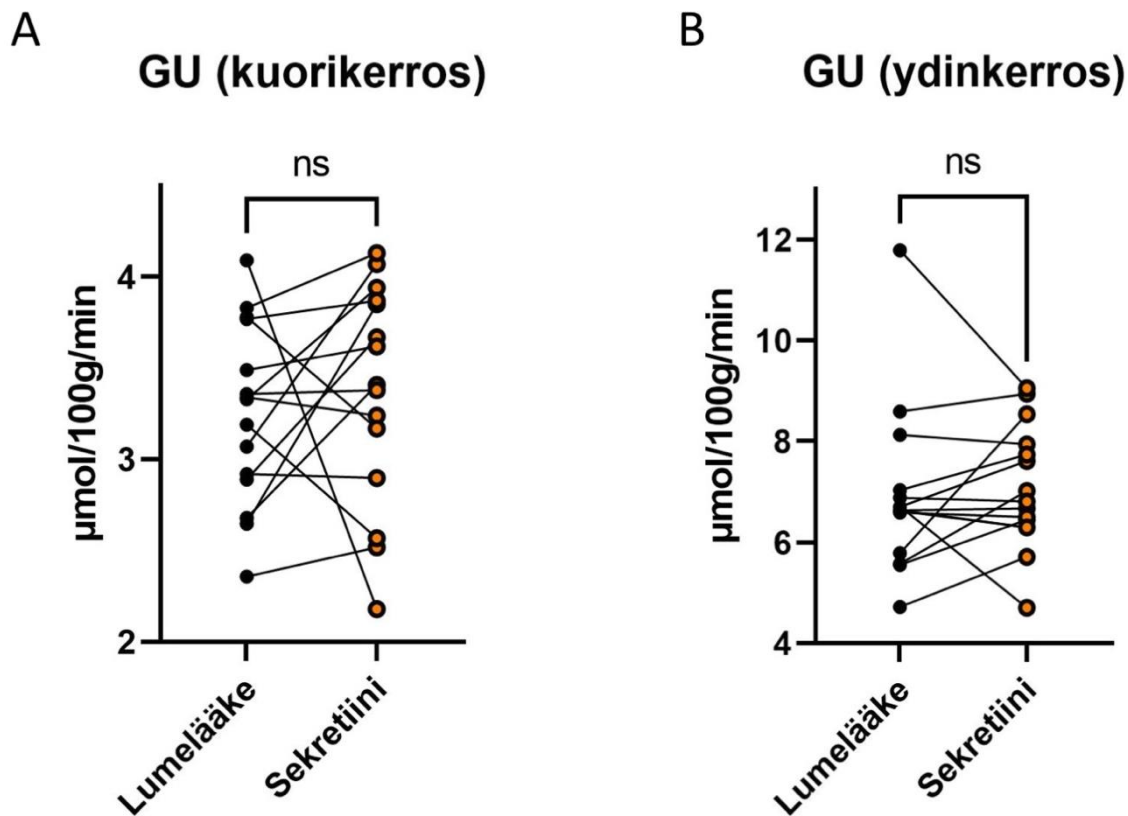 A
GU (kuorikerros)
ns
4
3
2
µmol/100g/min
Lumelääke
Sekretiini
B
GU (ydinkerros)
ns
12
10
8
6
4
µmol/100g/min
Lumelääke
Sekretiini